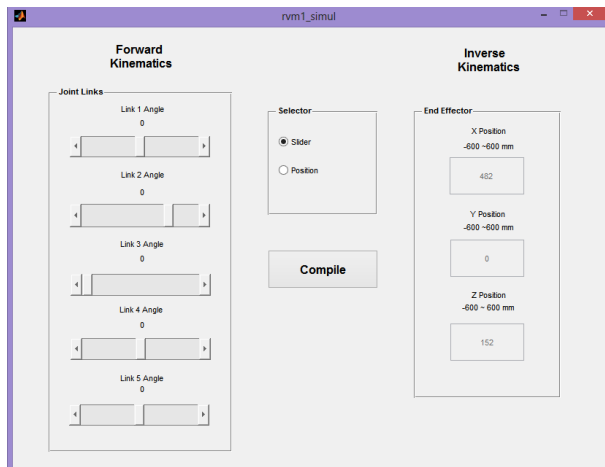 rvm1_simul
Forward
Kinematics
Joint Links
Link 1 Angle
0
Link 2 Angle
0
Link 3 Angle
0
Link 4 Angle
0
Link 5 Angle
0
Selector
Slider
Position
Compile
Inverse
Kinematics
End Effector
X Position
-600 ~600 mm
482
Y Position
-600 ~600 mm
0
Z Position
-600 ~ 600 mm
152